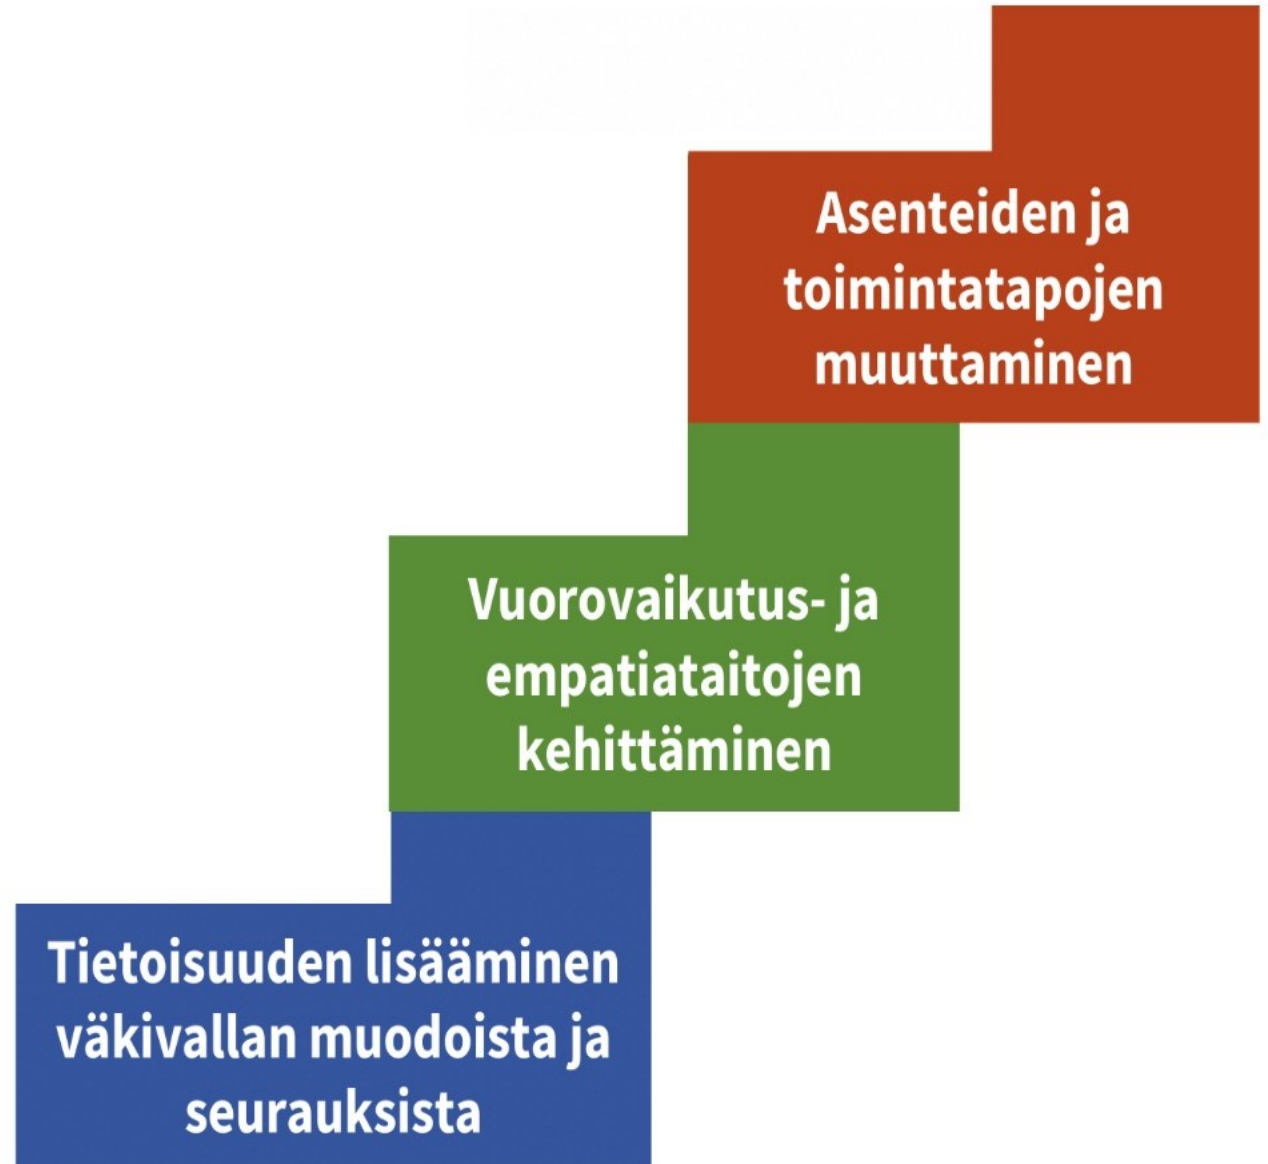 Asenteiden ja
toimintatapojen
muuttaminen
Vuorovaikutus- ja
empatiataitojen
kehittäminen
Tietoisuuden lisääminen
väkivallan muodoista ja
seurauksista